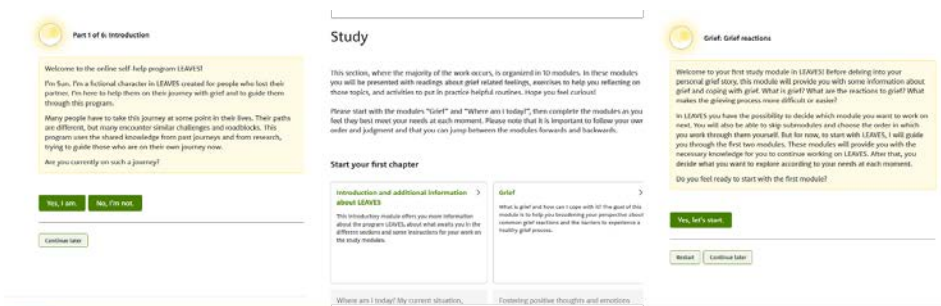 Part 1 of 6: Introduction
Welcome to the online self-help program LEAVES!
I'm Sun. I'm a fictional character in LEAVES created for people who lost their
partner. I'm here to help them on their journey with grief and to guide them
through this program.
Many people have to take this journey at some point in their lives. Their paths
are different, but many encounter similar challenges and roadblocks. This
program uses the shared knowledge from past journeys and from research,
trying to guide those who are on their own journey now.
Are you currently on such a journey?
Yes, I am.
No, I'm not.
Continue later
Study
This section, where the majority of the work occurs, is organized in 10 modules. In these modules
you will be presented with readings about grief related feelings, exercises to help you reflecting on
those topics, and activities to put in practice helpful routines. Hope you feel curious!
Please start with the modules "Grief" and "Where am I today?", then complete the modules as you
feel they best meet your needs at each moment. Please note that it is important to follow your own
order and judgment and that you can jump between the modules forwards and backwards.
Start your first chapter
Introduction and additional information
about LEAVES
This introductory module offers you more information
about the program LEAVES, about what awaits you in the
different sections and some instructions for your work on
the study modules.
Grief
What is grief and how can I cope with it? The goal of this
module is to help you broadening your perspective about
common grief reactions and the barriers to experience a
healthy grief process.
Where am I today? My current situation,
Fostering positive thoughts and emotions
Grief: Grief reactions
Welcome to your first study module in LEAVES! Before delving into your
personal grief story, this module will provide you with some information about
grief and coping with grief. What is grief? What are the reactions to grief? What
makes the grieving process more difficult or easier?
In LEAVES you have the possibility to decide which module you want to work on
next. You will also be able to skip submodules and choose the order in which
you work through them yourself. But for now, to start with LEAVES, I will guide
you through the first two modules. These modules will provide you with the
necessary knowledge for you to continue working on LEAVES. After that, you
decide what you want to explore according to your needs at each moment.
Do you feel ready to start with the first module?
Yes, let's start.
Restart
Continue later